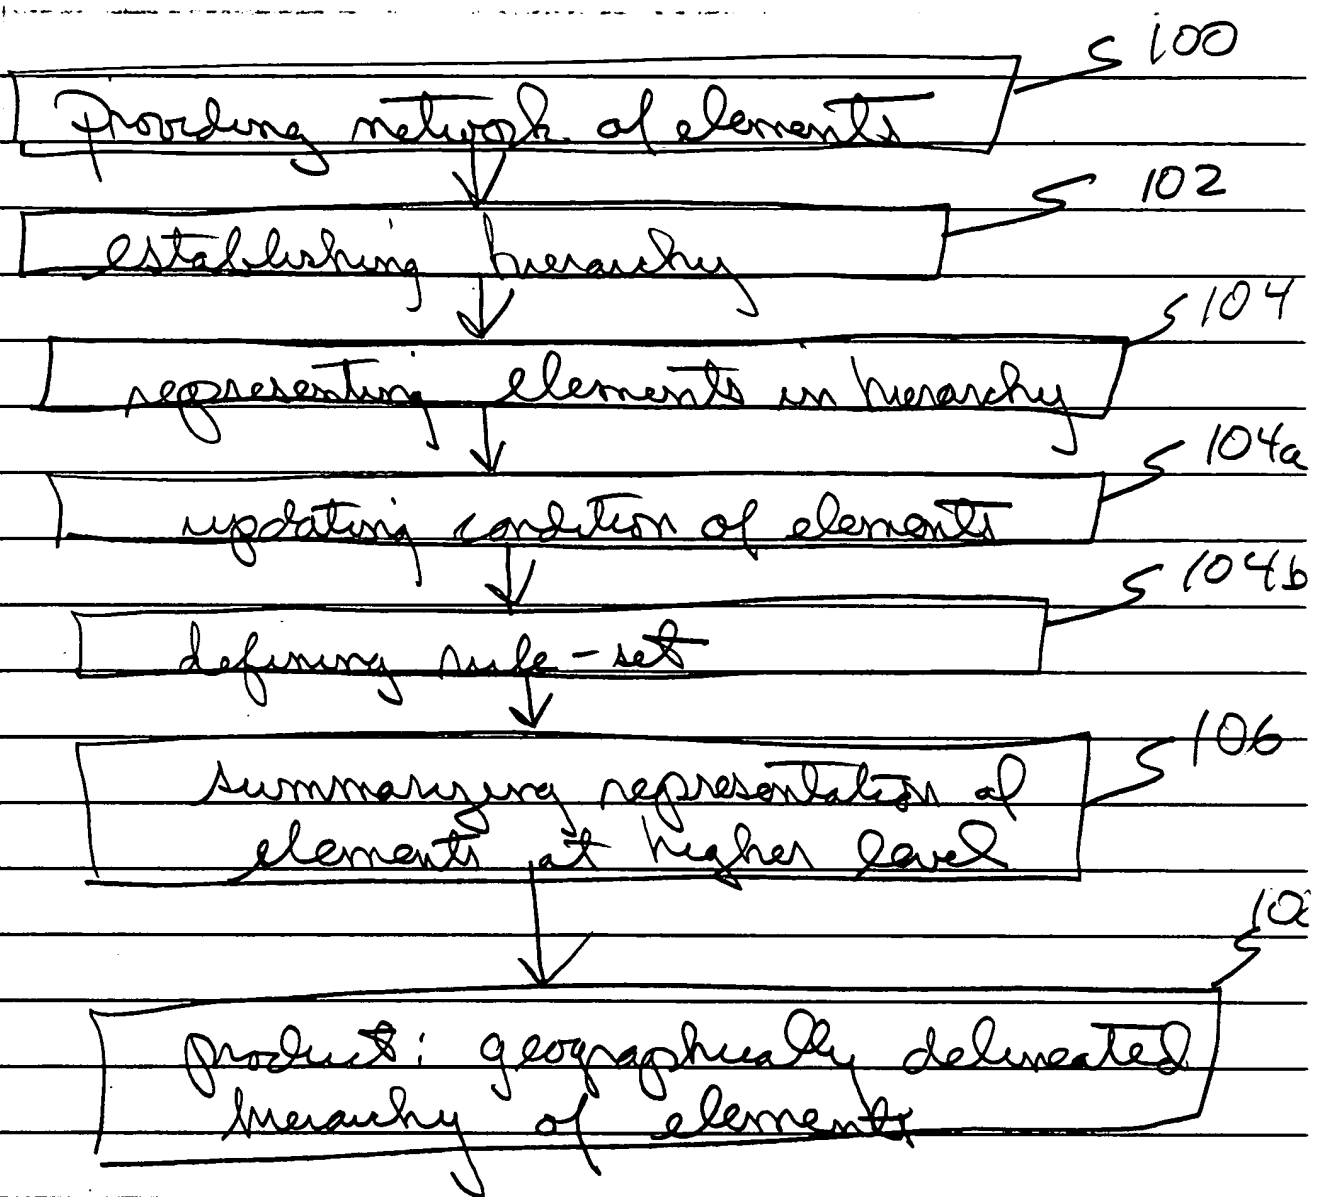 100
Providing network of elements
102
establishing hierarchy
104
representing elements in hierarchy
104a
updating condition of elements
104b
defining rule-set
106
summarizing representation of
elements at higher level
product: geographically delineated
hierarchy of elements